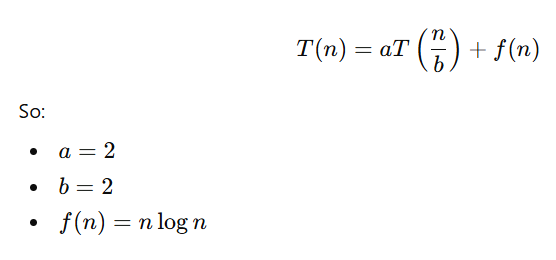 T(n) = aT(n/b) + f(n)
So:
• a = 2
• b = 2
• f(n) = n log n